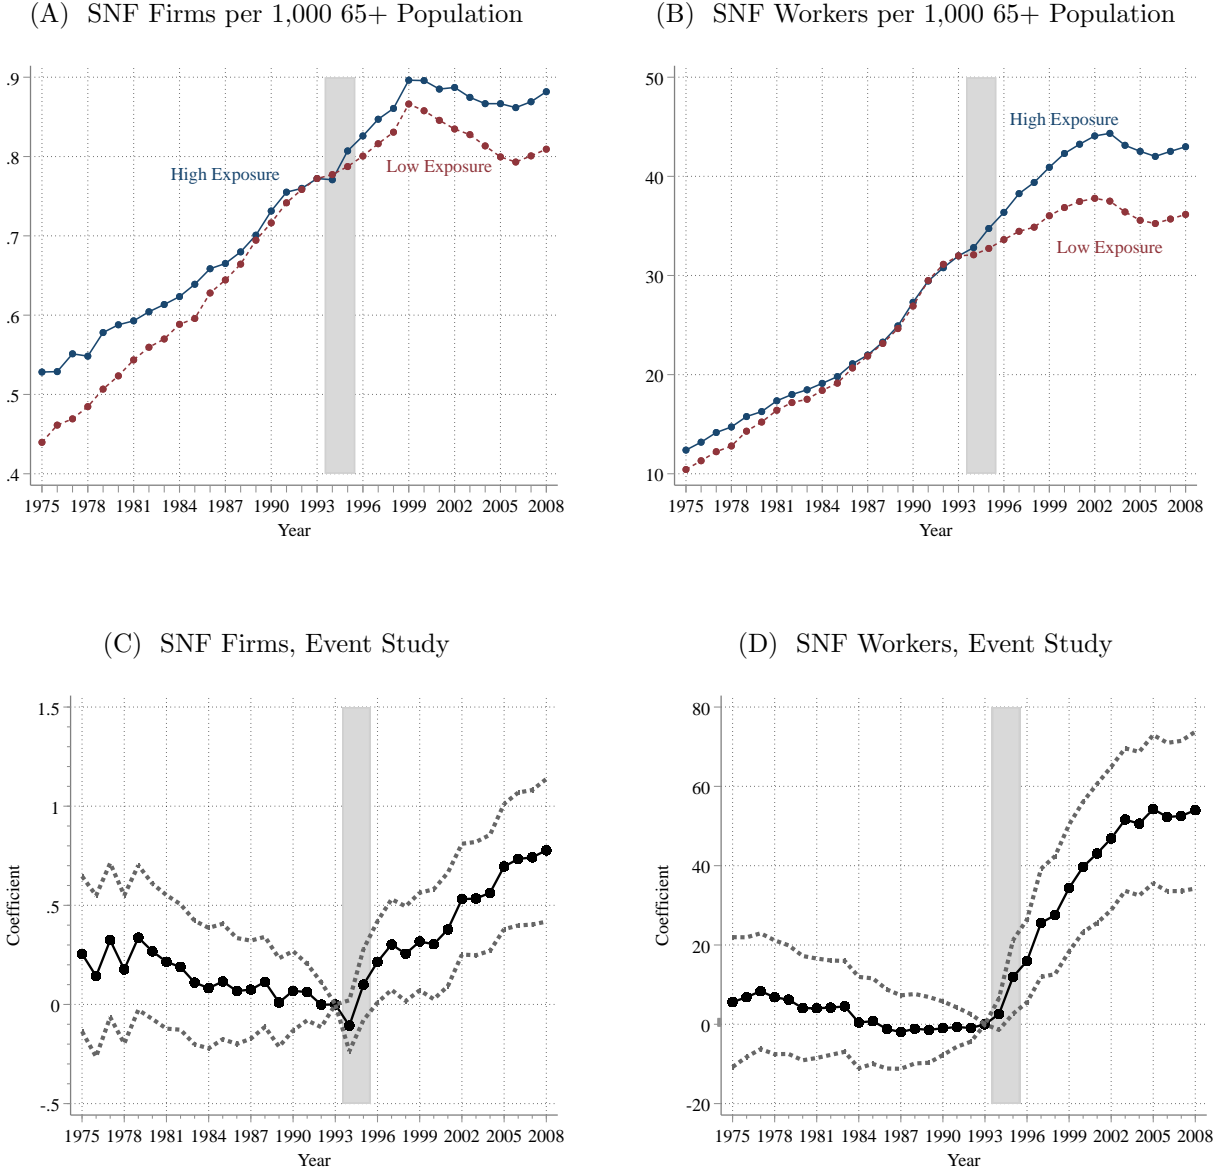 (A) SNF Firms per 1,000 65+ Population
.9
.8
.7
.6
.5
.4
High Exposure
Low Exposure
1975 1978 1981 1984 1987 1990 1993 1996 1999 2002 2005 2008
Year
(B) SNF Workers per 1,000 65+ Population
50
40
30
20
10
High Exposure
Low Exposure
1975 1978 1981 1984 1987 1990 1993 1996 1999 2002 2005 2008
Year
(C) SNF Firms, Event Study
Coefficient
1.5
1
.5
0
-.5
1975 1978 1981 1984 1987 1990 1993 1996 1999 2002 2005 2008
Year
(D) SNF Workers, Event Study
Coefficient
80
60
40
20
0
-20
1975 1978 1981 1984 1987 1990 1993 1996 1999 2002 2005 2008
Year